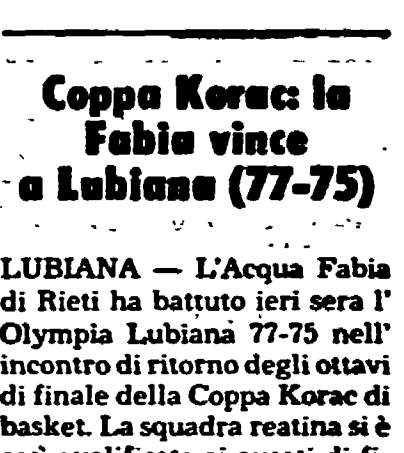 Coppa Korac: la
Fabia vince
a Lubiana (77-75)
LUBIANA — L'Acqua Fabia
di Rieti ha battuto ieri sera l'
Olympia Lubiana 77-75 nell'
incontro di ritorno degli ottavi
di finale della Coppa Korac di
basket. La squadra reatina si è